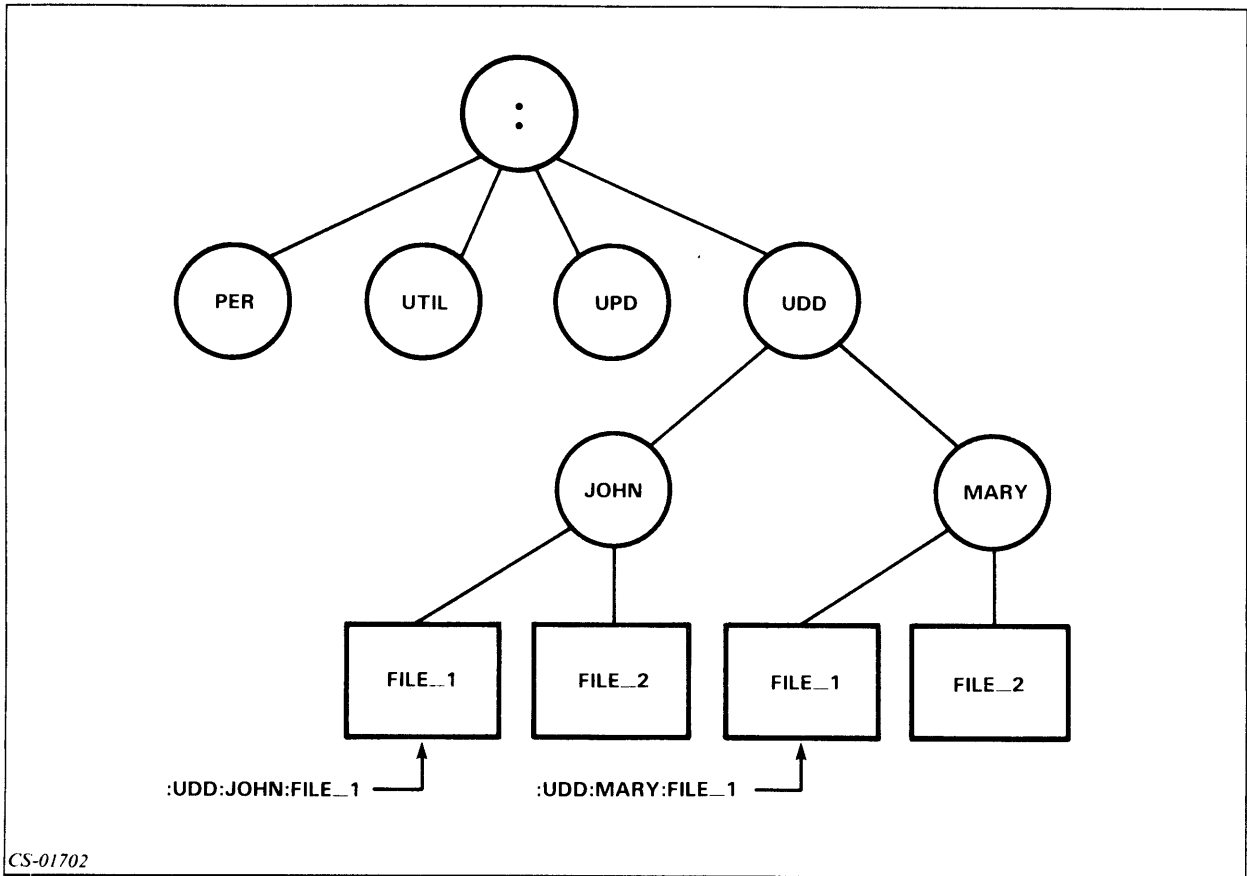 :
PER UTIL UPD UDD
JOHN MARY
FILE_1 FILE_2 FILE_1 FILE_2
:UDD:JOHN:FILE_1 :UDD:MARY:FILE_1
CS-01702